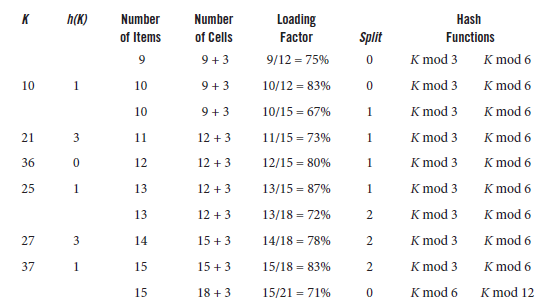 K h(K) Number Number Loading Hash
of Items of Cells Factor Split Functions
9 9 + 3 9/12 = 75% 0 K mod 3 K mod 6
10 1 10 9 + 3 10/12 = 83% 0 K mod 3 K mod 6
10 9 + 3 10/15 = 67% 1 K mod 3 K mod 6
21 3 11 12 + 3 11/15 = 73% 1 K mod 3 K mod 6
36 0 12 12 + 3 12/15 = 80% 1 K mod 3 K mod 6
25 1 13 12 + 3 13/15 = 87% 1 K mod 3 K mod 6
13 12 + 3 13/18 = 72% 2 K mod 3 K mod 6
27 3 14 15 + 3 14/18 = 78% 2 K mod 3 K mod 6
37 1 15 15 + 3 15/18 = 83% 2 K mod 3 K mod 6
15 18 + 3 15/21 = 71% 0 K mod 6 K mod 12